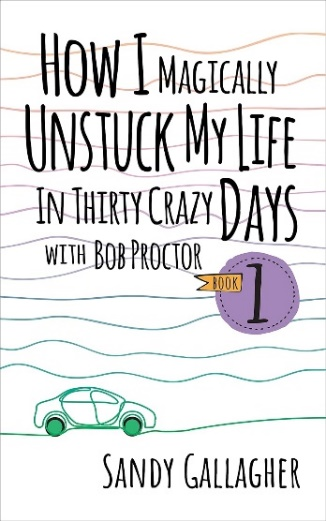 HOW I MAGICALLY
UNSTUCK MY LIFE
IN THIRTY CRAZY DAYS
WITH BOB PROCTOR
BOOK 1
SANDY GALLAGHER